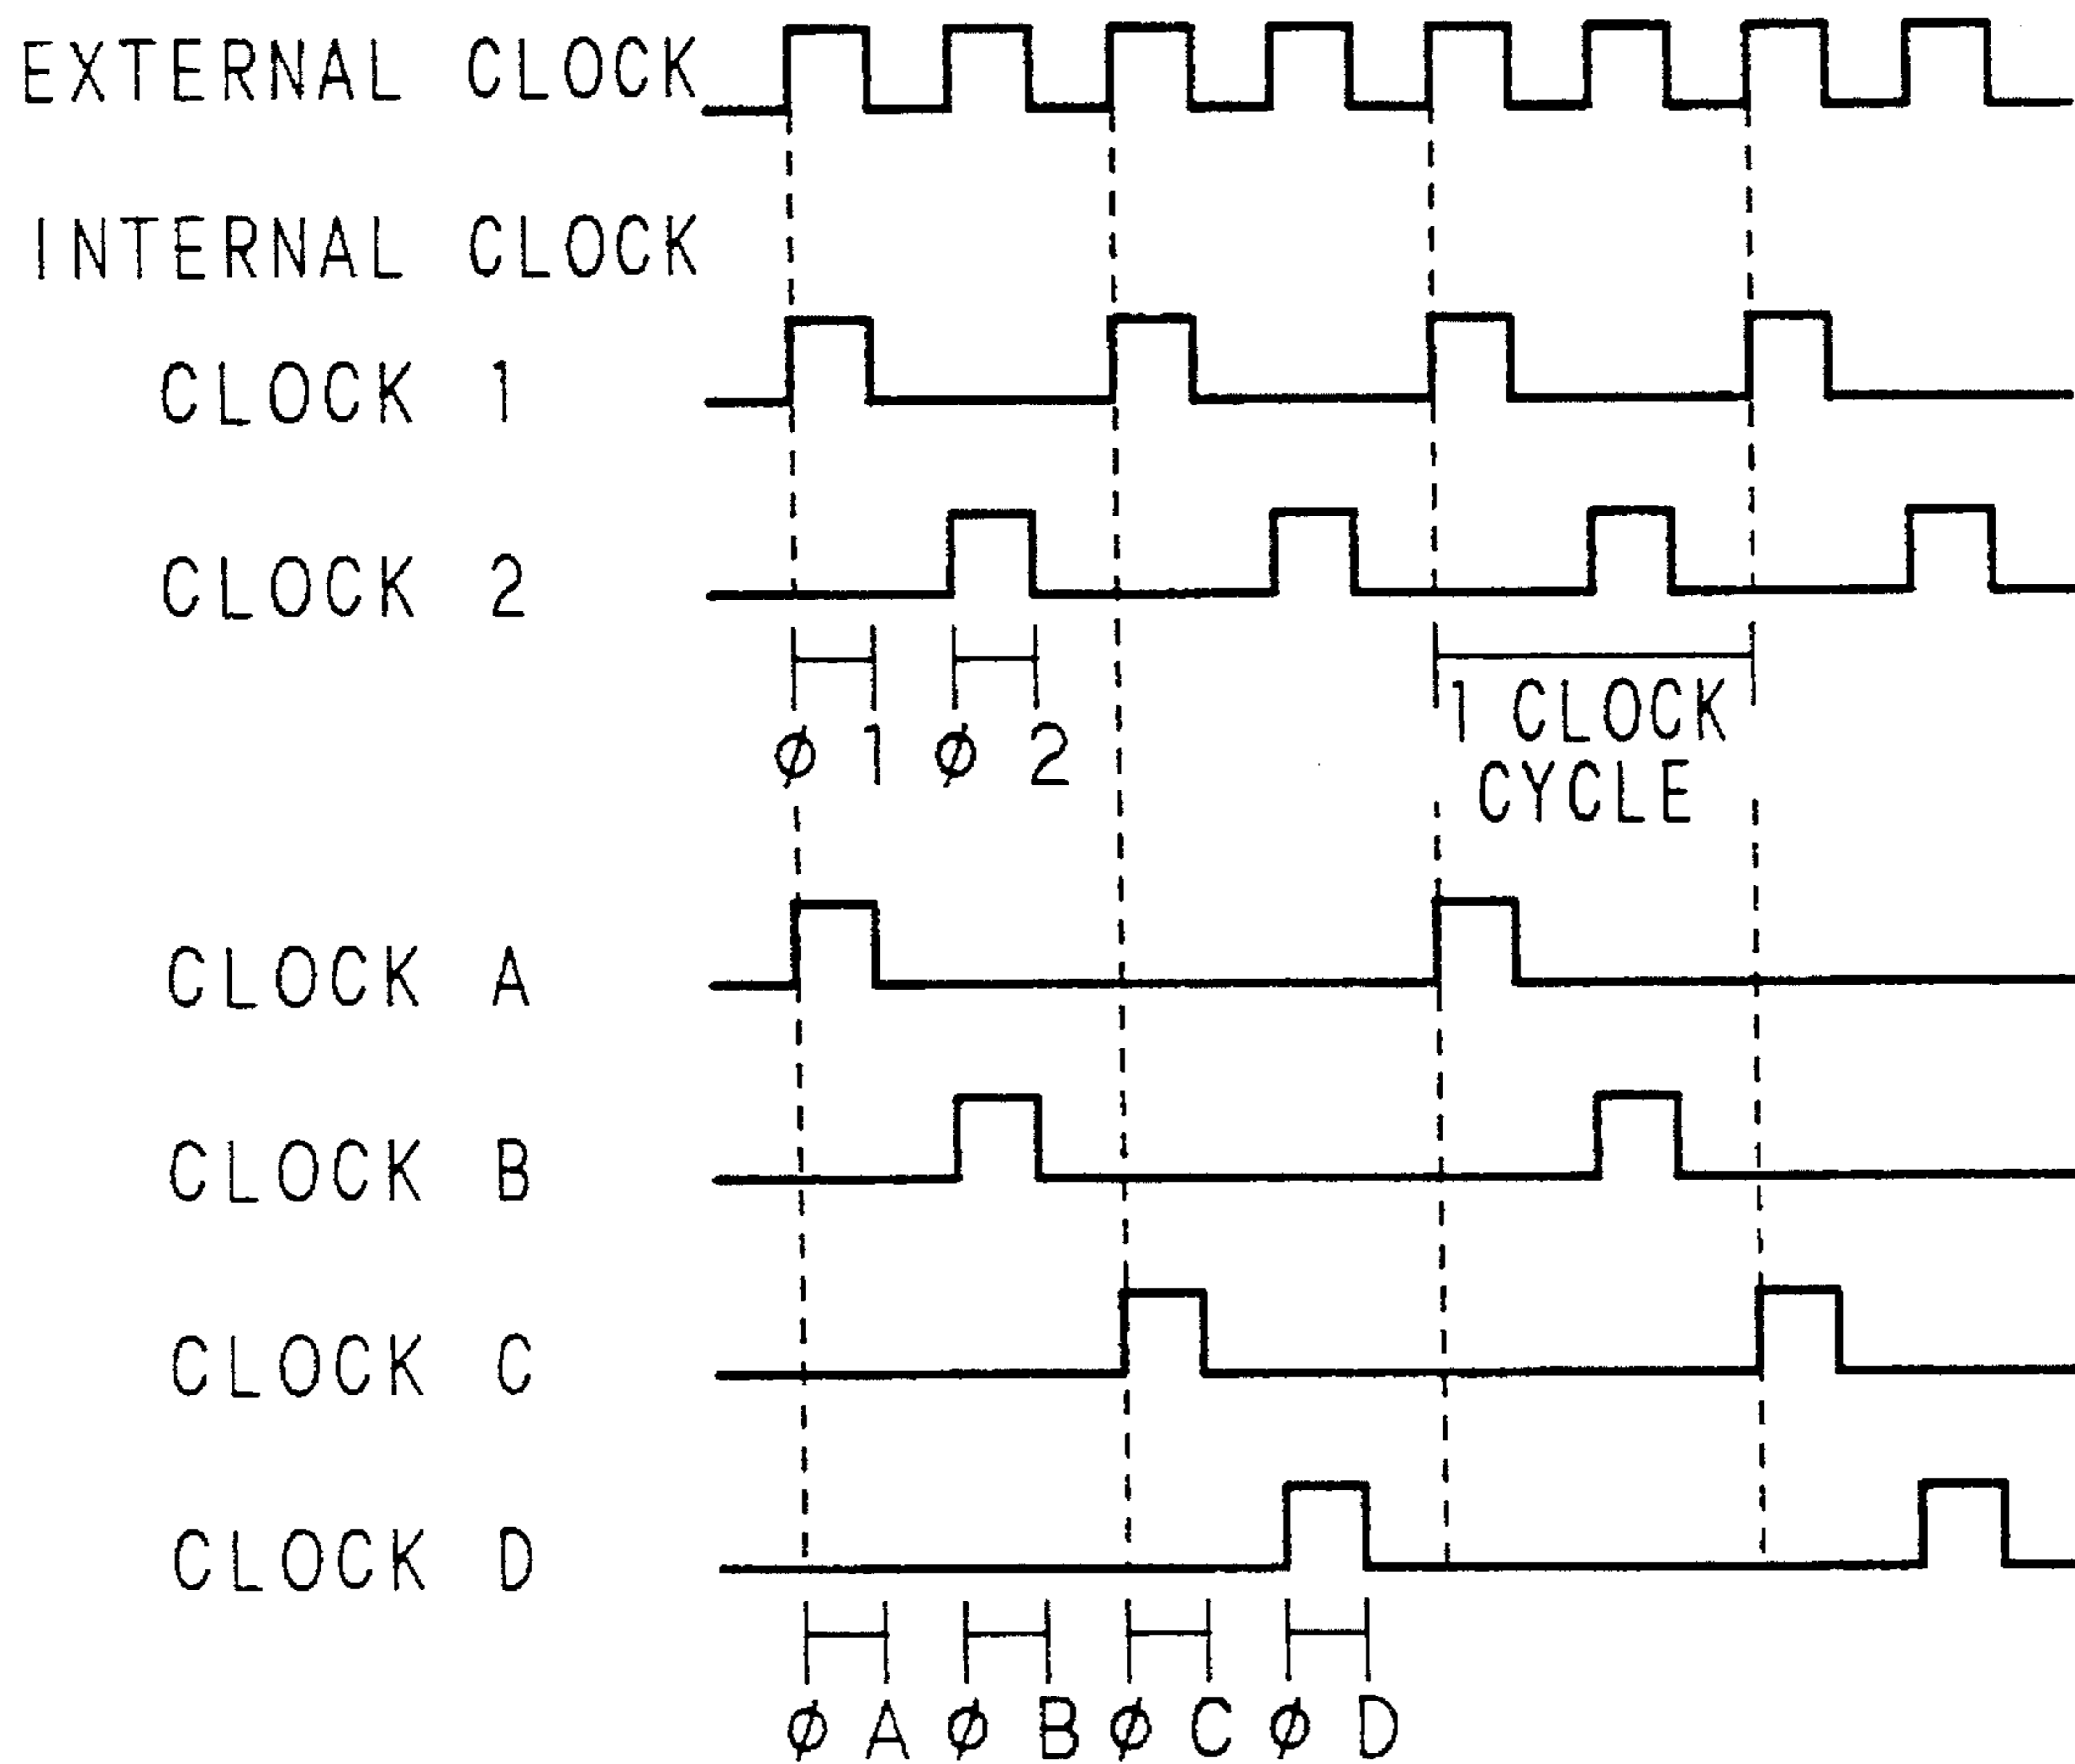 EXTERNAL CLOCK
INTERNAL CLOCK
CLOCK 1
CLOCK 2
ϕ 1 ϕ 2
1 CLOCK
CYCLE
CLOCK A
CLOCK B
CLOCK C
CLOCK D
ϕ A ϕ B ϕ C ϕ D